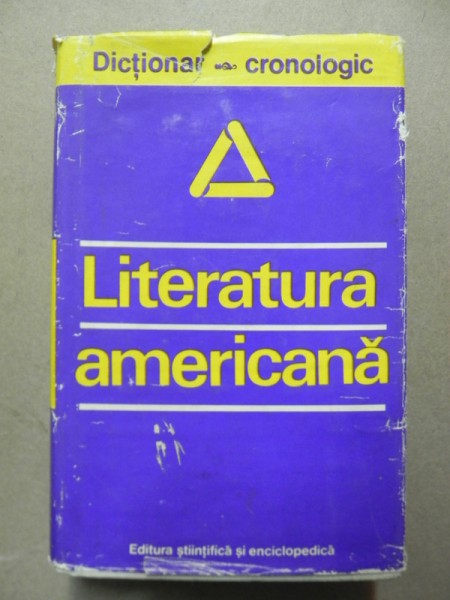 Dicționar cronologic
Literatura
americană
Editura științifică și enciclopedică